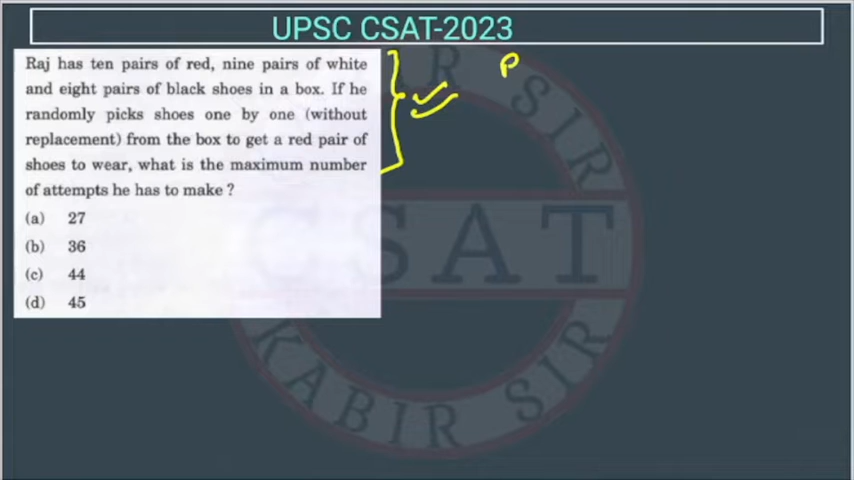 UPSC CSAT-2023
Raj has ten pairs of red, nine pairs of white
and eight pairs of black shoes in a box. If he
randomly picks shoes one by one (without
replacement) from the box to get a red pair of
shoes to wear, what is the maximum number
of attempts he has to make ?
(a) 27
(b) 36
(c) 44
(d) 45
P
KABIR SIR
CSAT
KABIR SIR